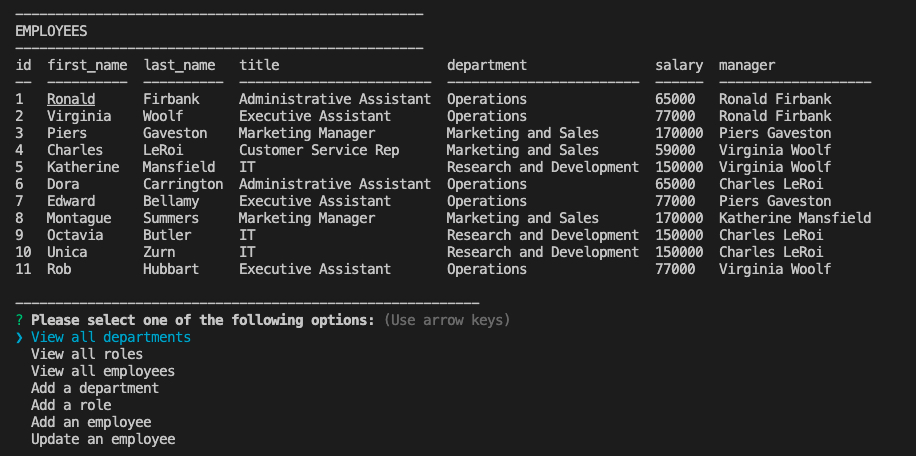 EMPLOYEES
id first_name last_name title department salary manager
1 Ronald Firbank Administrative Assistant Operations 65000 Ronald Firbank
2 Virginia Woolf Executive Assistant Operations 77000 Ronald Firbank
3 Piers Gaveston Marketing Manager Marketing and Sales 170000 Piers Gaveston
4 Charles LeRoi Customer Service Rep Marketing and Sales 59000 Virginia Woolf
5 Katherine Mansfield IT Research and Development 150000 Virginia Woolf
6 Dora Carrington Administrative Assistant Operations 65000 Charles LeRoi
7 Edward Bellamy Executive Assistant Operations 77000 Piers Gaveston
8 Montague Summers Marketing Manager Marketing and Sales 170000 Katherine Mansfield
9 Octavia Butler IT Research and Development 150000 Charles LeRoi
10 Unica Zurn IT Research and Development 150000 Charles LeRoi
11 Rob Hubbart Executive Assistant Operations 77000 Virginia Woolf
? Please select one of the following options: (Use arrow keys)
❯ View all departments
View all roles
View all employees
Add a department
Add a role
Add an employee
Update an employee